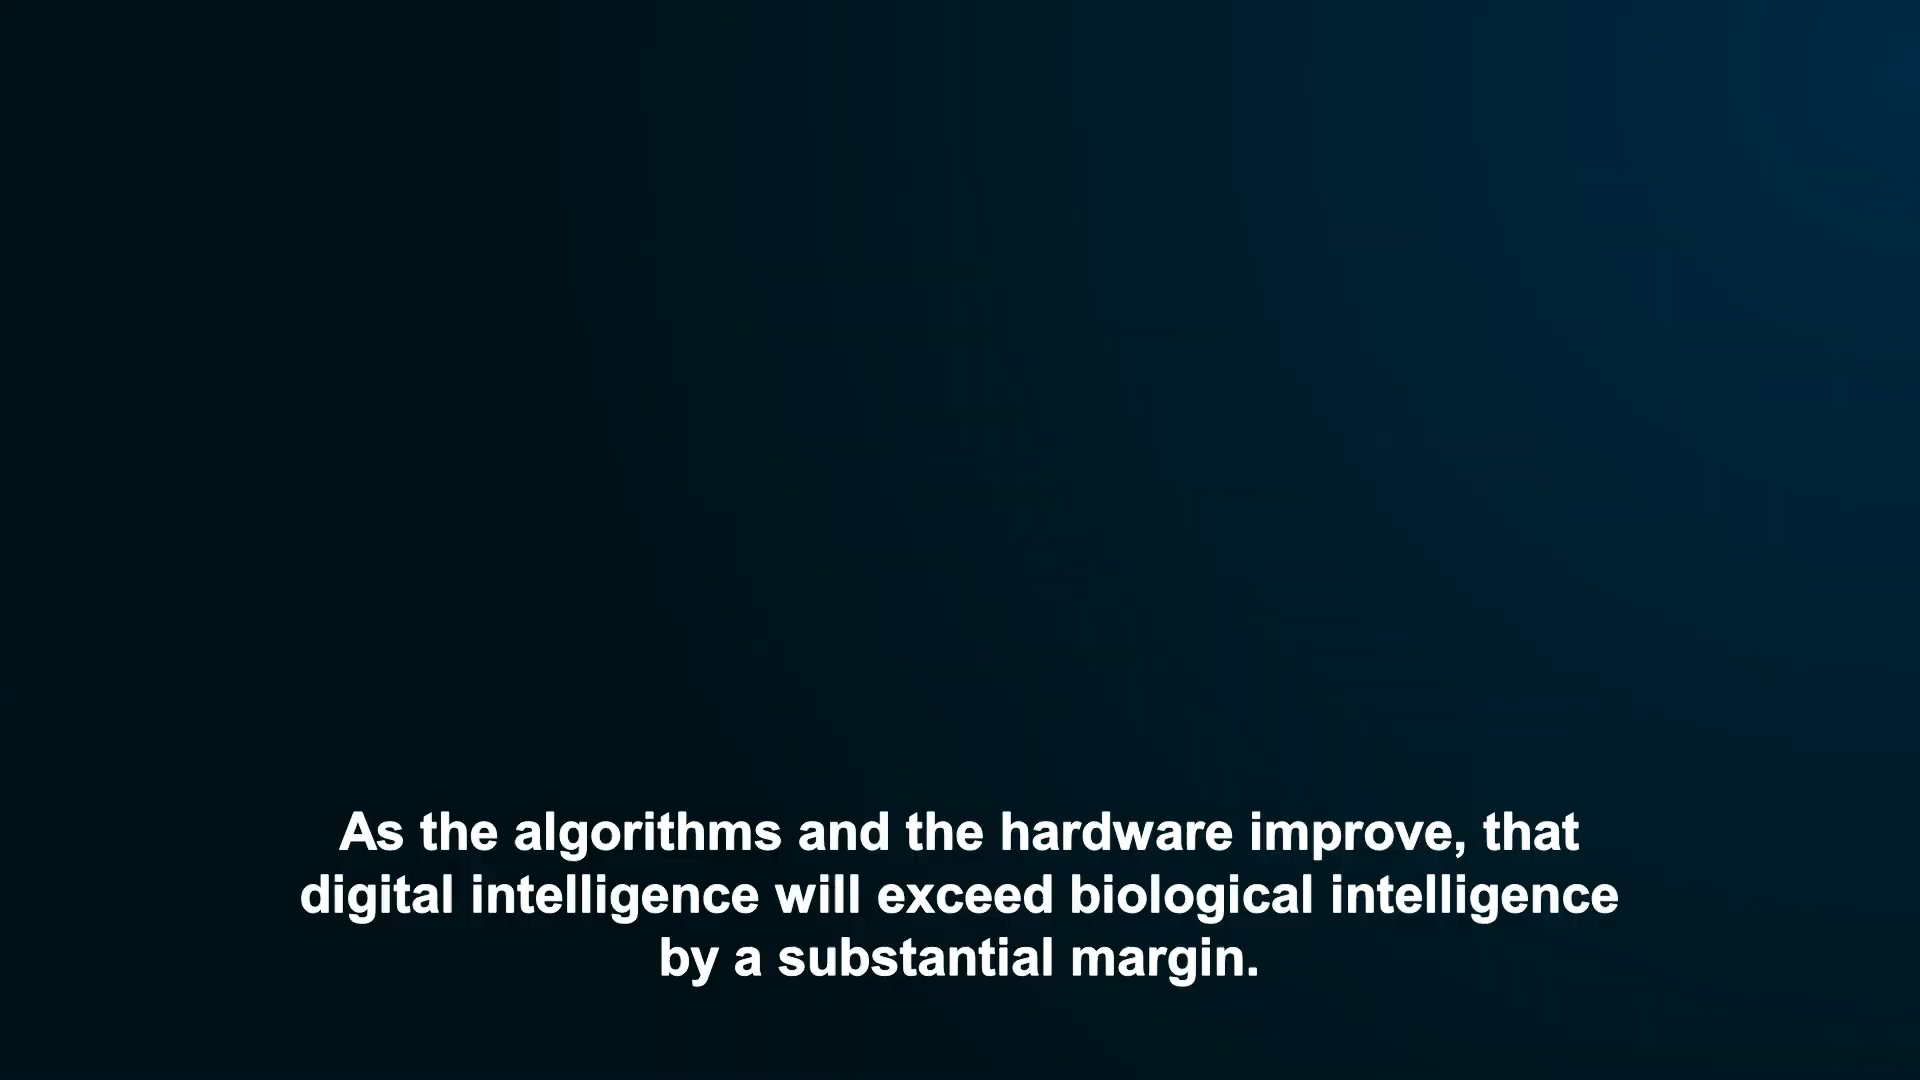 As the algorithms and the hardware improve, that
digital intelligence will exceed biological intelligence
by a substantial margin.